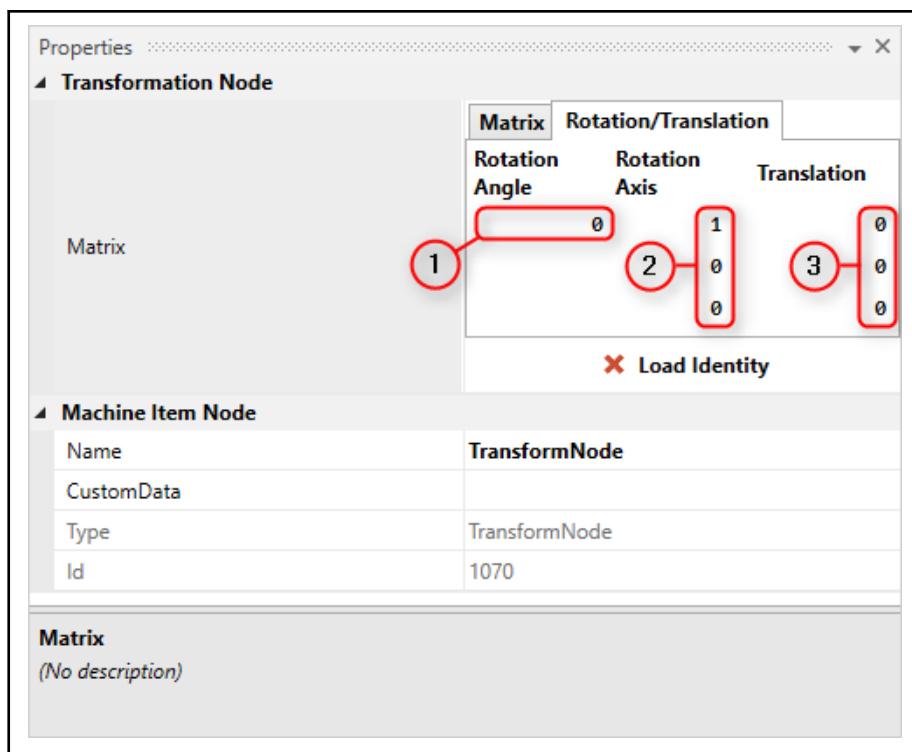 Properties
Transformation Node
Matrix Rotation/Translation
Rotation Angle Rotation Axis Translation
Matrix
0 1 0
1 2 0 3 0
0 0
Load Identity
Machine Item Node
Name TransformNode
CustomData
Type TransformNode
Id 1070
Matrix
(No description)